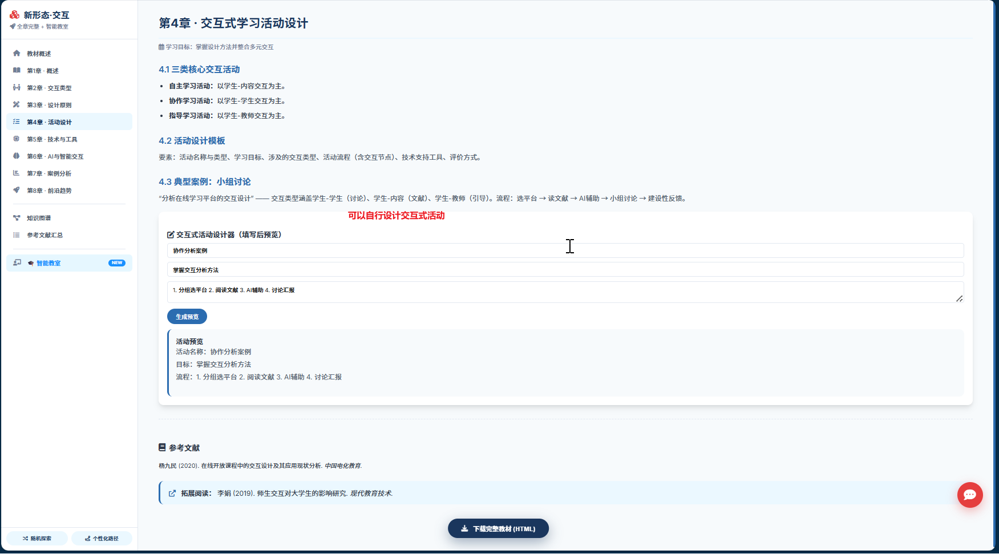 新形态·交互
全章完整 + 智能教室
教材概述
第1章 · 概述
第2章 · 交互类型
第3章 · 设计原则
第4章 · 活动设计
第5章 · 技术与工具
第6章 · AI与智能交互
第7章 · 案例分析
第8章 · 前沿趋势
知识图谱
参考文献汇总
智能教室 NEW
随机探索 个性化路径
第4章 · 交互式学习活动设计
学习目标：掌握设计方法并整合多元交互
4.1 三类核心交互活动
• 自主学习活动：以学生-内容交互为主。
• 协作学习活动：以学生-学生交互为主。
• 指导学习活动：以学生-教师交互为主。
4.2 活动设计模板
要素：活动名称与类型、学习目标、涉及的交互类型、活动流程（含交互节点）、技术支持工具、评价方式。
4.3 典型案例：小组讨论
“分析在线学习平台的交互设计” —— 交互类型涵盖学生-学生（讨论）、学生-内容（文献）、学生-教师（引导）。流程：选平台 → 读文献 → AI辅助 → 小组讨论 → 建设性反馈。
可以自行设计交互式活动
交互式活动设计器（填写后预览）
协作分析案例
掌握交互分析方法
1. 分组选平台 2. 阅读文献 3. AI辅助 4. 讨论汇报
生成预览
活动预览
活动名称：协作分析案例
目标：掌握交互分析方法
流程：1. 分组选平台 2. 阅读文献 3. AI辅助 4. 讨论汇报
参考文献
杨九民 (2020). 在线开放课程中的交互设计及其应用现状分析. 中国电化教育.
拓展阅读： 李娟 (2019). 师生交互对大学生的影响研究. 现代教育技术.
下载完整教材 (HTML)